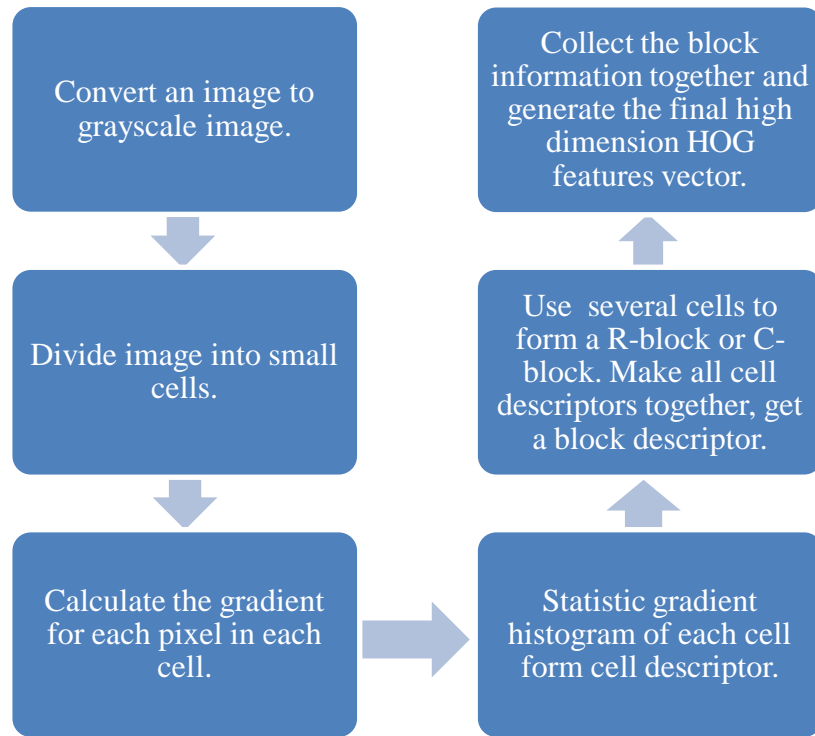 Convert an image to
grayscale image.
Divide image into small
cells.
Calculate the gradient
for each pixel in each
cell.
Statistic gradient
histogram of each cell
form cell descriptor.
Use  several cells to
form a R-block or C-
block. Make all cell
descriptors together, get
a block descriptor.
Collect the block
information together and
generate the final high
dimension HOG
features vector.